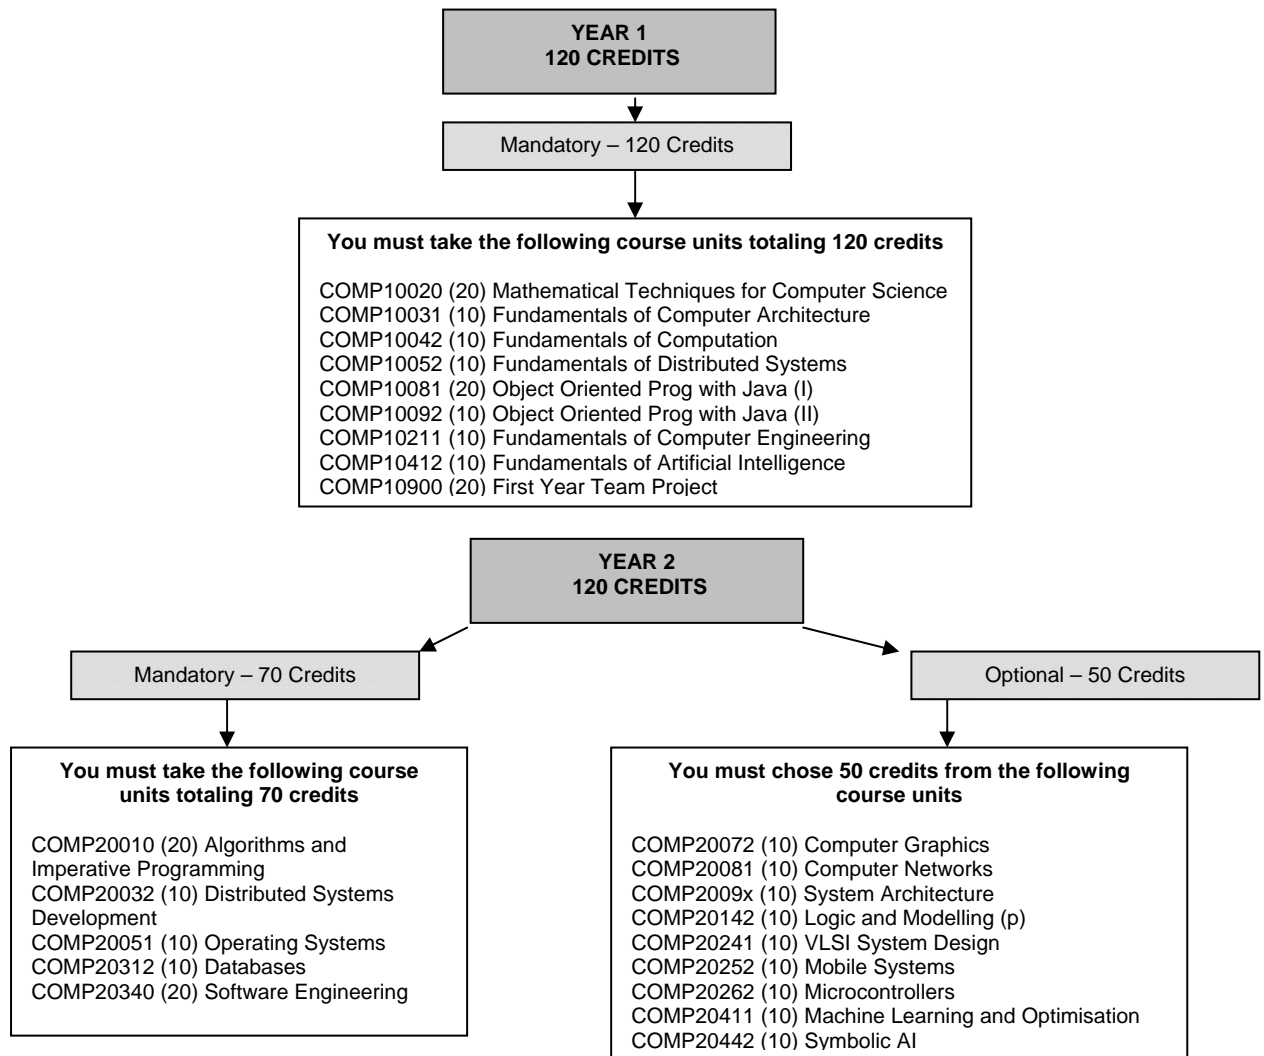 YEAR 1
120 CREDITS
Mandatory – 120 Credits
You must take the following course units totaling 120 credits
COMP10020 (20) Mathematical Techniques for Computer Science
COMP10031 (10) Fundamentals of Computer Architecture
COMP10042 (10) Fundamentals of Computation
COMP10052 (10) Fundamentals of Distributed Systems
COMP10081 (20) Object Oriented Prog with Java (I)
COMP10092 (10) Object Oriented Prog with Java (II)
COMP10211 (10) Fundamentals of Computer Engineering
COMP10412 (10) Fundamentals of Artificial Intelligence
COMP10900 (20) First Year Team Project
YEAR 2
120 CREDITS
Mandatory – 70 Credits
You must take the following course
units totaling 70 credits
COMP20010 (20) Algorithms and
Imperative Programming
COMP20032 (10) Distributed Systems
Development
COMP20051 (10) Operating Systems
COMP20312 (10) Databases
COMP20340 (20) Software Engineering
Optional – 50 Credits
You must chose 50 credits from the following
course units
COMP20072 (10) Computer Graphics
COMP20081 (10) Computer Networks
COMP2009x (10) System Architecture
COMP20142 (10) Logic and Modelling (p)
COMP20241 (10) VLSI System Design
COMP20252 (10) Mobile Systems
COMP20262 (10) Microcontrollers
COMP20411 (10) Machine Learning and Optimisation
COMP20442 (10) Symbolic AI